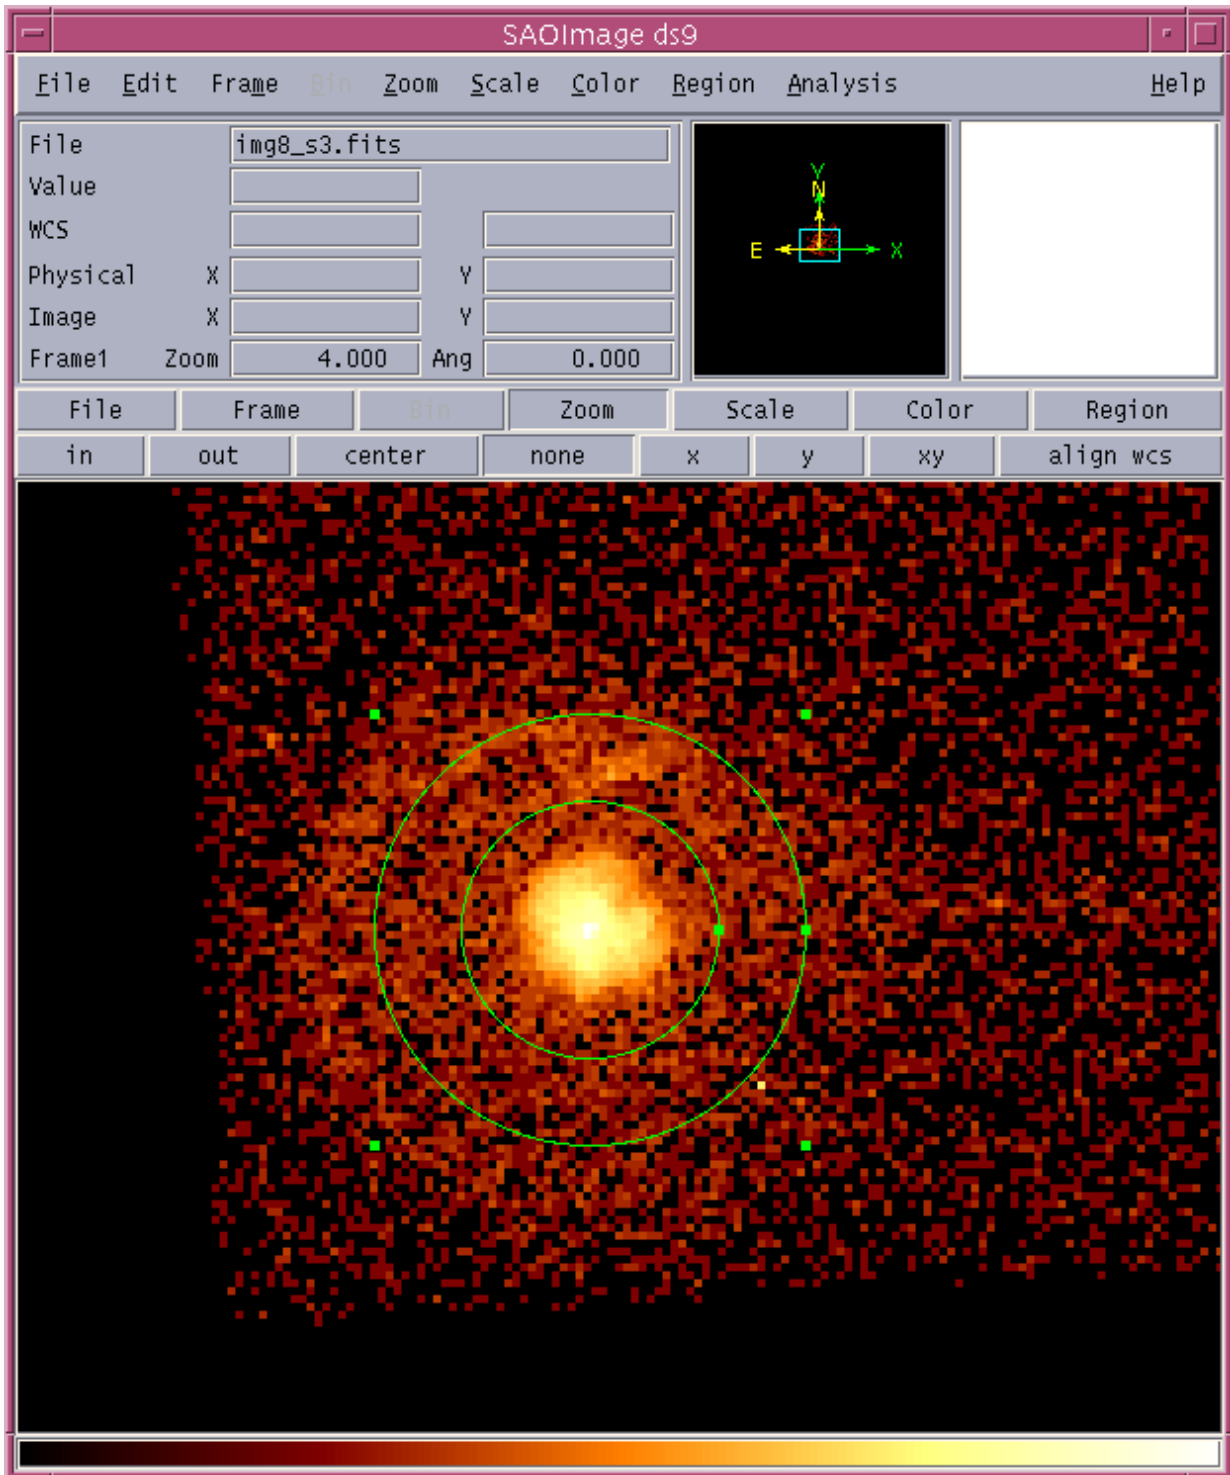 SAOImage ds9
File Edit Frame Bin Zoom Scale Color Region Analysis Help
File img8_s3.fits
Value
WCS
Physical X Y
Image X Y
Frame1 Zoom 4.000 Ang 0.000
Y
N
E X
File Frame Bin Zoom Scale Color Region
in out center none x y xy align wcs